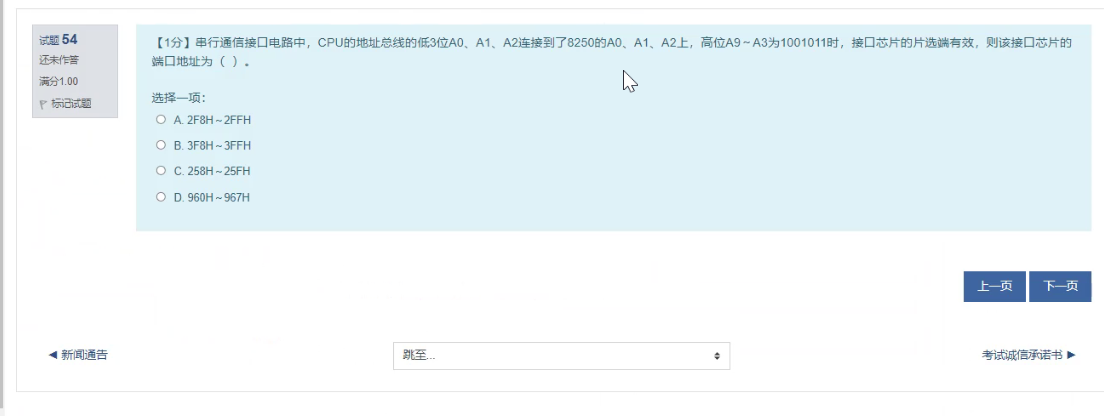 试题 54
还未作答
满分1.00
标记试题
【1分】串行通信接口电路中，CPU的地址总线的低3位A0、A1、A2连接到了8250的A0、A1、A2上，高位A9～A3为1001011时，接口芯片的片选端有效，则该接口芯片的
端口地址为（ ）。
选择一项：
A. 2F8H～2FFH
B. 3F8H～3FFH
C. 258H～25FH
D. 960H～967H
上一页 下一页
◀ 新闻通告 跳至... 考试诚信承诺书 ▶